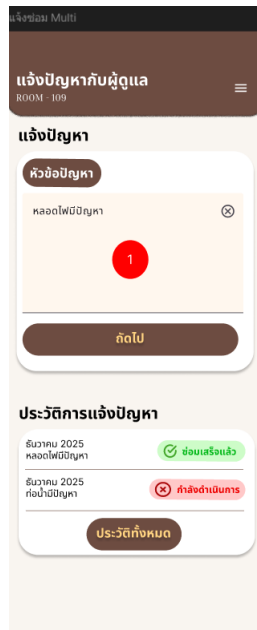 แจ้งซ่อม Multi
แจ้งปัญหากับผู้ดูแล
ROOM - 109
แจ้งปัญหา
หัวข้อปัญหา
หลอดไฟมีปัญหา
1
ถัดไป
ประวัติการแจ้งปัญหา
ธันวาคม 2025
หลอดไฟมีปัญหา
ซ่อมเสร็จแล้ว
ธันวาคม 2025
ท่อน้ำมีปัญหา
กำลังดำเนินการ
ประวัติทั้งหมด